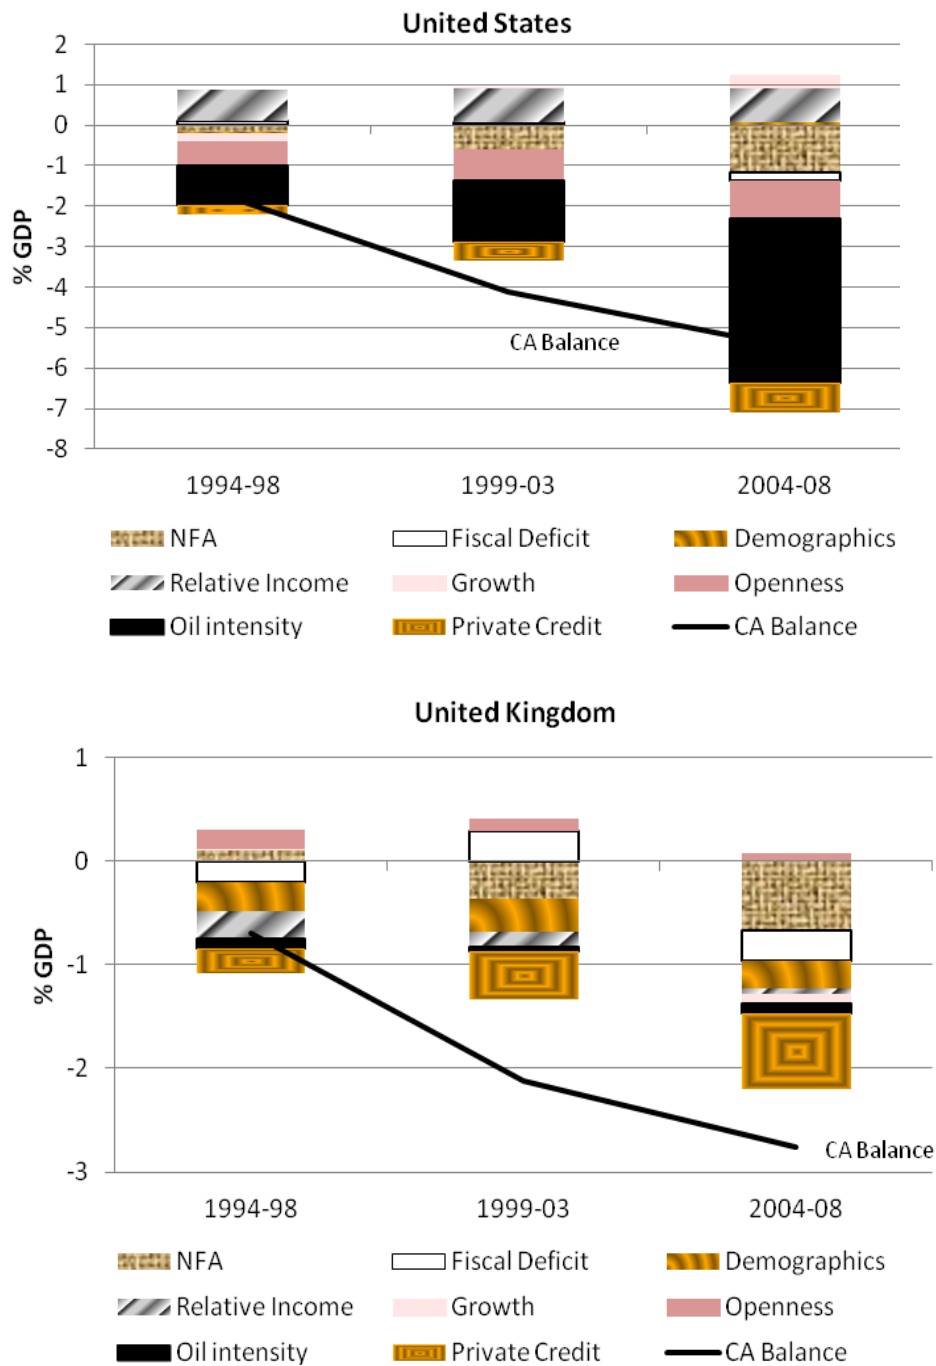 United States
2
1
0
-1
-2
-3
-4
-5
-6
-7
-8
% GDP
CA Balance
1994-98 1999-03 2004-08
NFA Fiscal Deficit Demographics
Relative Income Growth Openness
Oil intensity Private Credit CA Balance
United Kingdom
1
0
-1
-2
-3
% GDP
CA Balance
1994-98 1999-03 2004-08
NFA Fiscal Deficit Demographics
Relative Income Growth Openness
Oil intensity Private Credit CA Balance